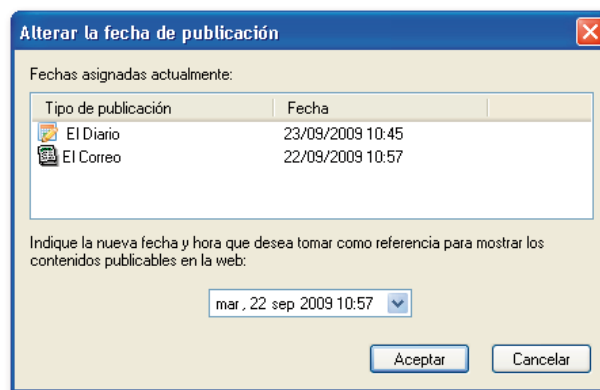 Alterar la fecha de publicación
Fechas asignadas actualmente:
Tipo de publicación Fecha
El Diario 23/09/2009 10:45
El Correo 22/09/2009 10:57
Indique la nueva fecha y hora que desea tomar como referencia para mostrar los
contenidos publicables en la web:
mar , 22 sep 2009 10:57
Aceptar Cancelar